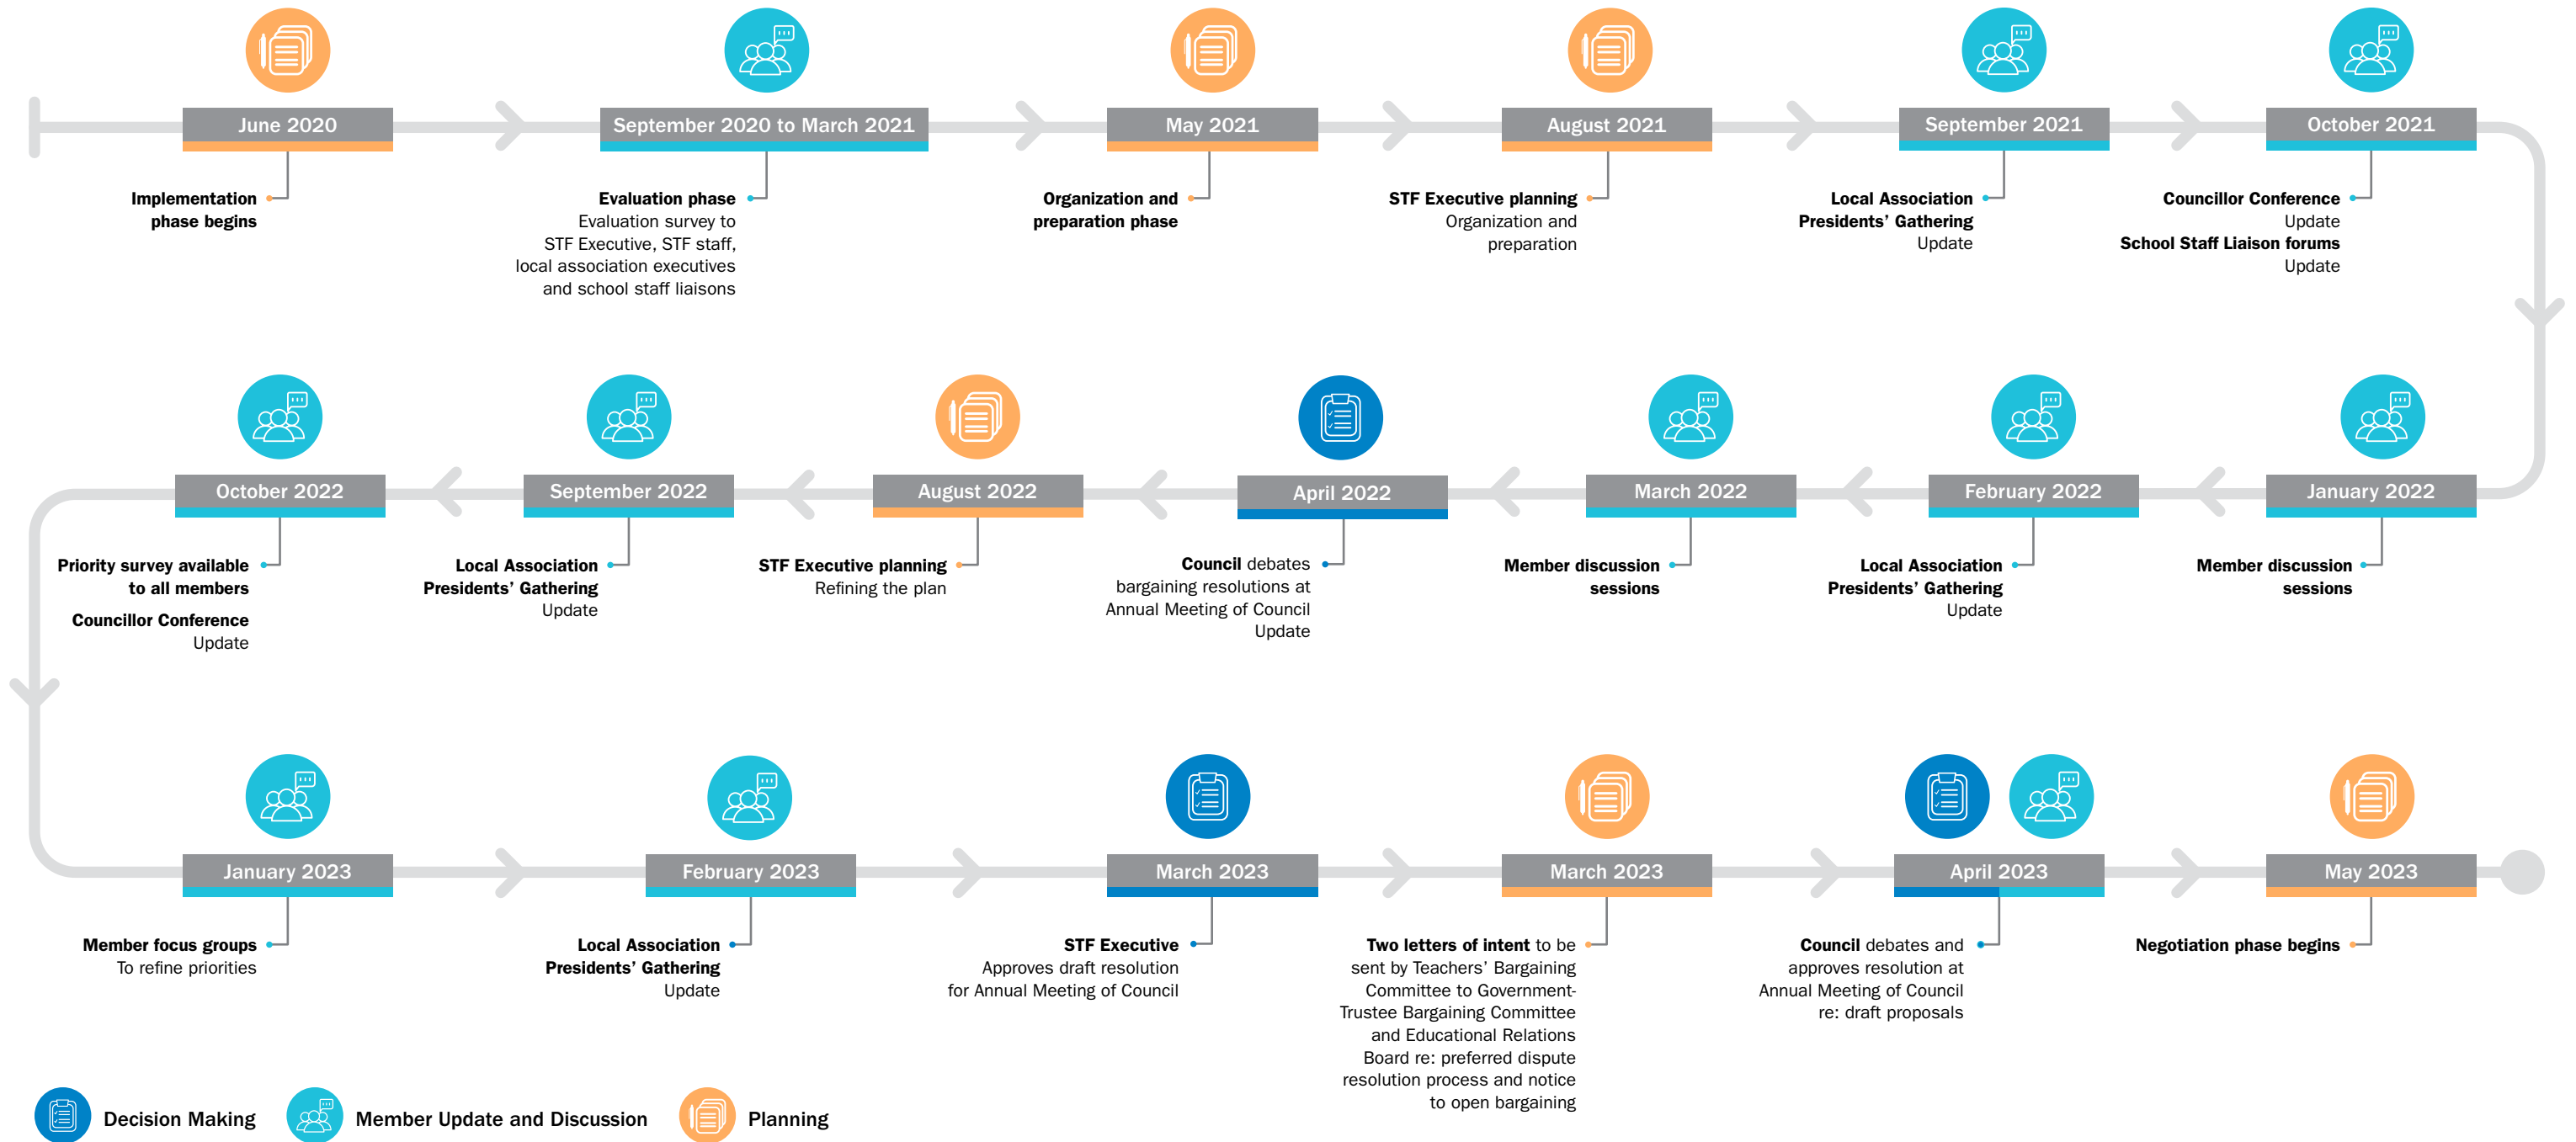 June 2020
Implementation
phase begins
September 2020 to March 2021
Evaluation phase
Evaluation survey to
STF Executive, STF staff,
local association executives
and school staff liaisons
May 2021
Organization and
preparation phase
August 2021
STF Executive planning
Organization and
preparation
September 2021
Local Association
Presidents’ Gathering
Update
October 2021
Councillor Conference
Update
School Staff Liaison forums
Update
January 2022
Member discussion
sessions
February 2022
Local Association
Presidents’ Gathering
Update
March 2022
Member discussion
sessions
April 2022
Council debates
bargaining resolutions at
Annual Meeting of Council
Update
August 2022
STF Executive planning
Refining the plan
September 2022
Local Association
Presidents’ Gathering
Update
October 2022
Priority survey available
to all members
Councillor Conference
Update
January 2023
Member focus groups
To refine priorities
February 2023
Local Association
Presidents’ Gathering
Update
March 2023
STF Executive
Approves draft resolution
for Annual Meeting of Council
March 2023
Two letters of intent to be
sent by Teachers’ Bargaining
Committee to Government-
Trustee Bargaining Committee
and Educational Relations
Board re: preferred dispute
resolution process and notice
to open bargaining
April 2023
Council debates and
approves resolution at
Annual Meeting of Council
re: draft proposals
May 2023
Negotiation phase begins
Decision Making
Member Update and Discussion
Planning